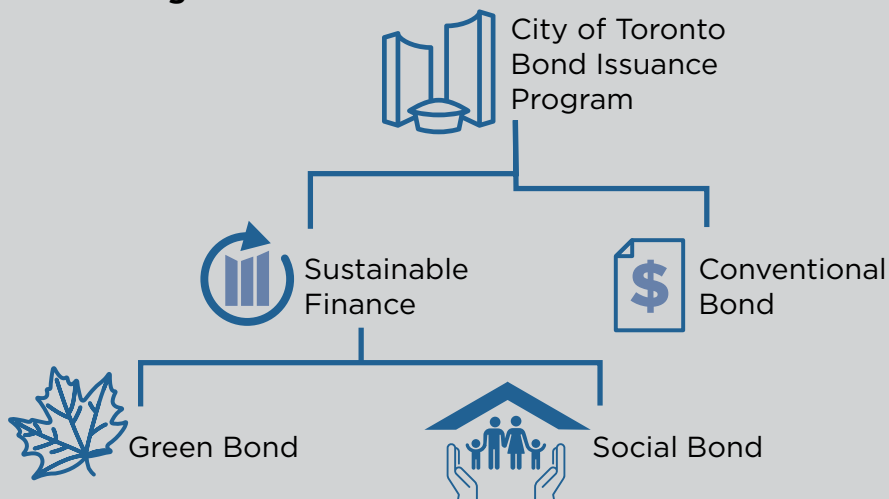 City of Toronto
Bond Issuance
Program
Sustainable
Finance
$
Conventional
Bond
Green Bond
Social Bond